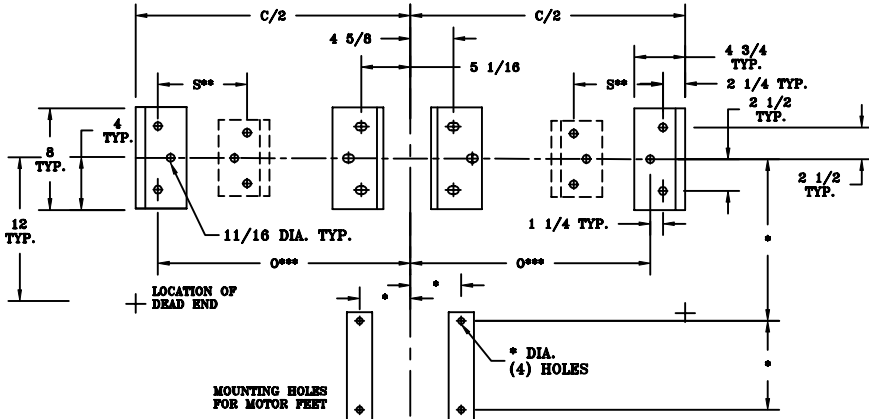 C/2
C/2
4 5/8
5 1/16
4 3/4
TYP.
S**
S**
2 1/4 TYP.
2 1/2
TYP.
4
TYP.
8
TYP.
2 1/2
TYP.
12
TYP.
11/16 DIA. TYP.
1 1/4 TYP.
*
O***
O***
LOCATION OF
DEAD END
*
*
* DIA.
(4) HOLES
*
MOUNTING HOLES
FOR MOTOR FEET